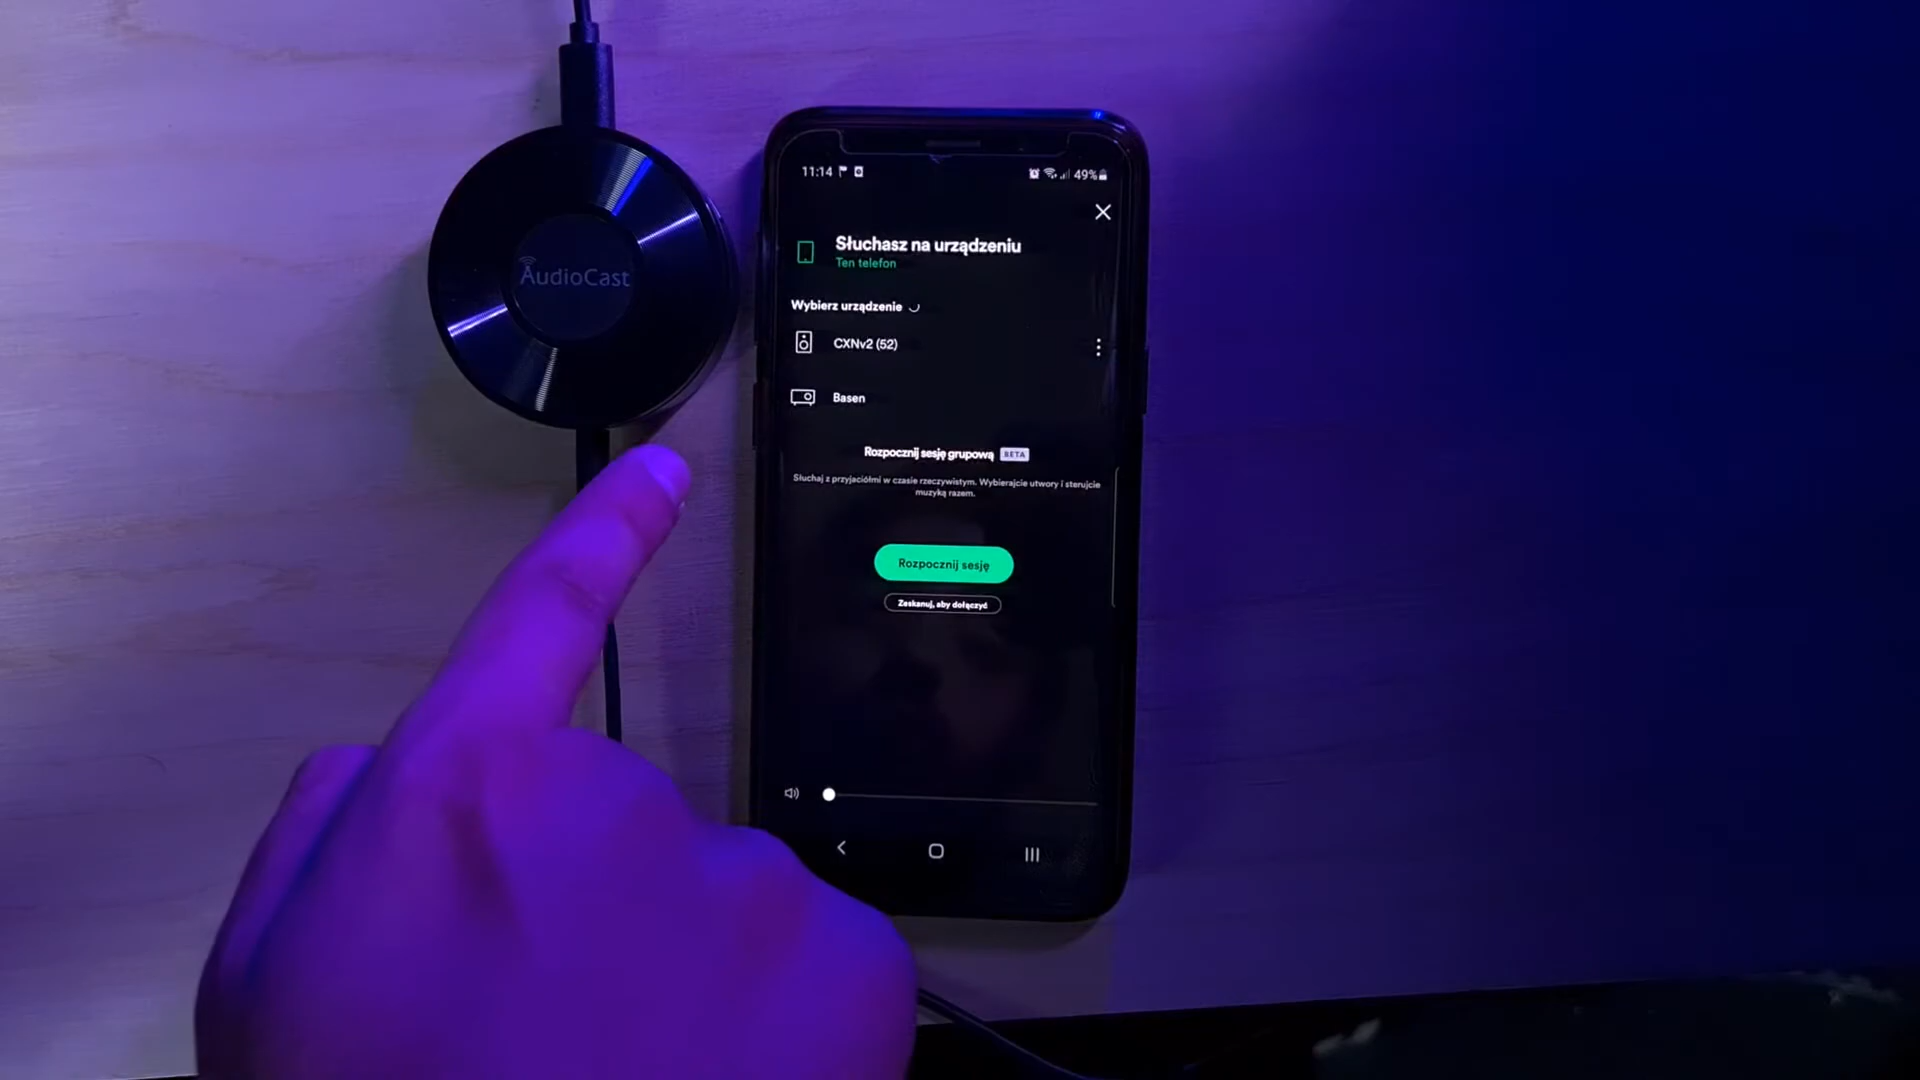 AudioCast
11:14
49%
Słuchasz na urządzeniu
Ten telefon
Wybierz urządzenie
CXNv2 (52)
Basen
Rozpocznij sesję grupową BETA
Słuchaj z przyjaciółmi w czasie rzeczywistym. Wybierajcie utwory i sterujcie
muzyką razem.
Rozpocznij sesję
Zeskanuj, aby dołączyć